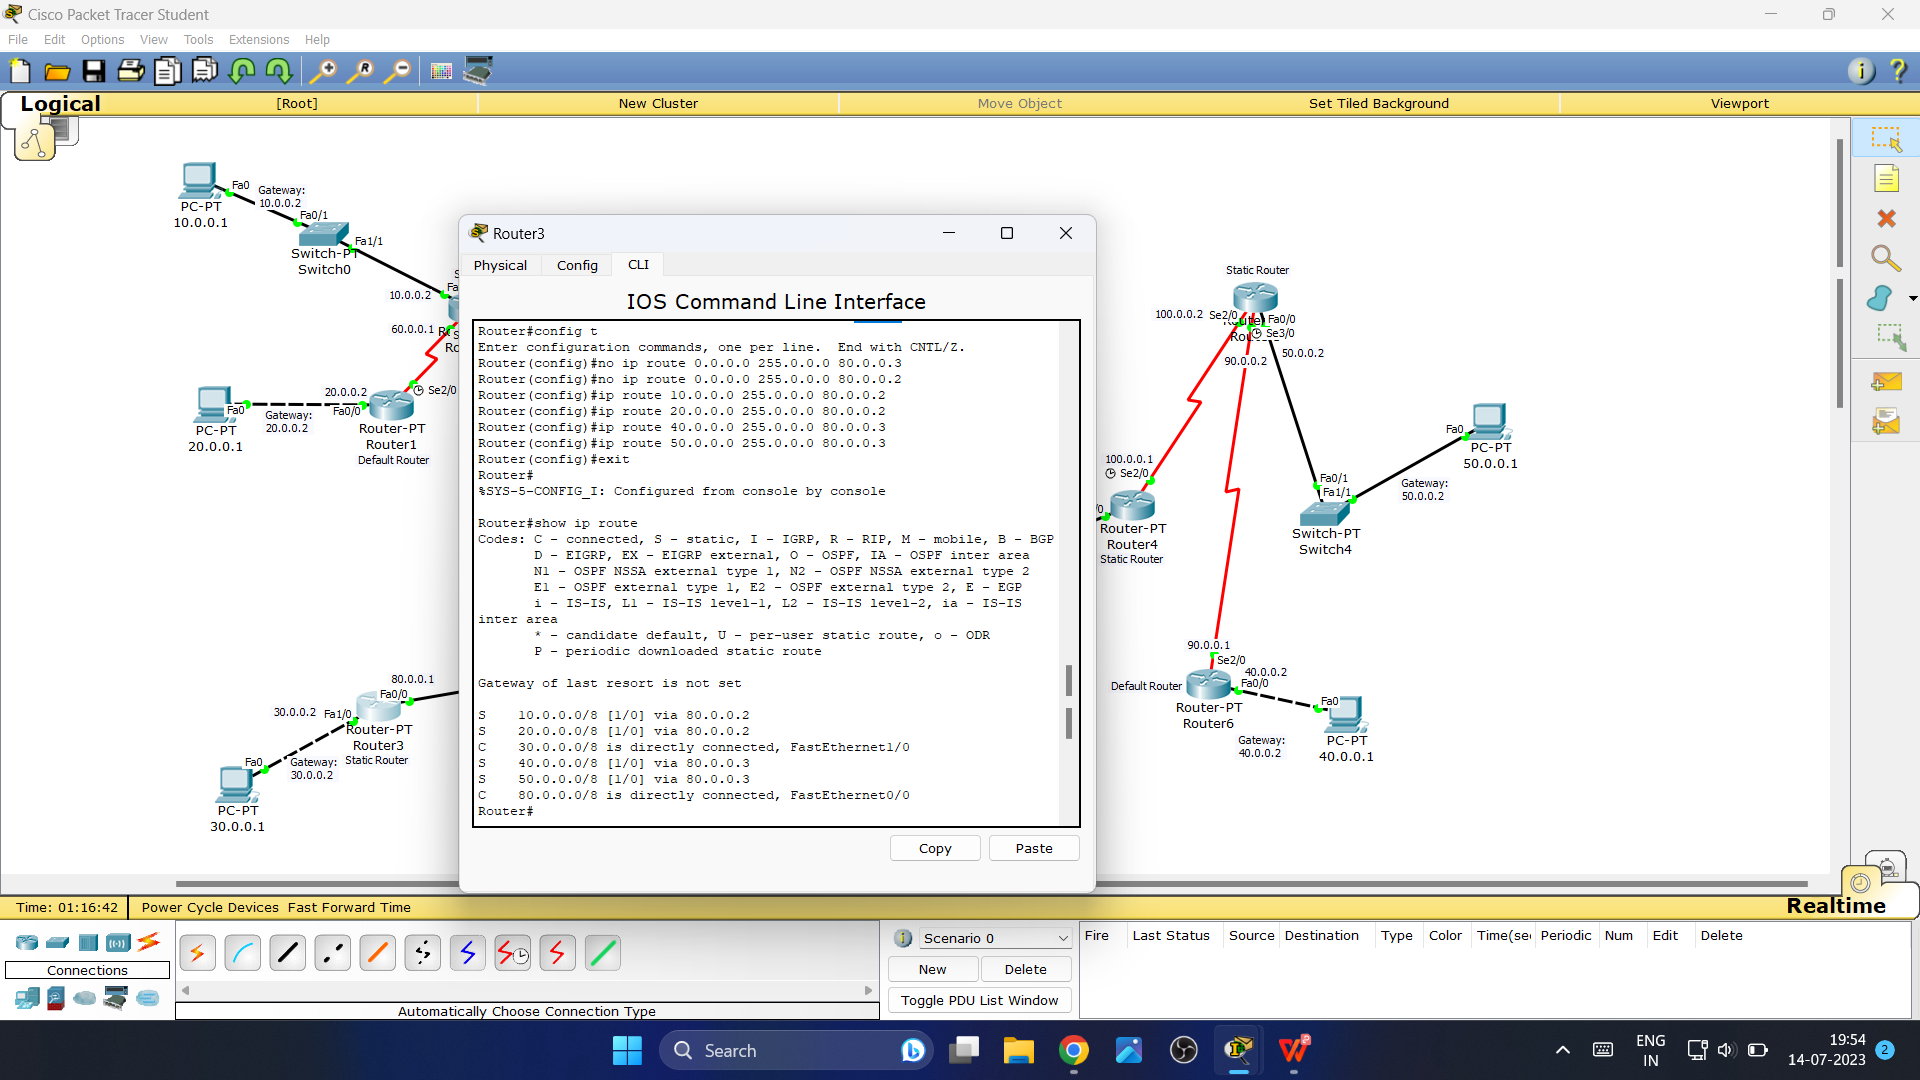 Cisco Packet Tracer Student
File Edit Options View Tools Extensions Help
Logical [Root] New Cluster Move Object Set Tiled Background Viewport
Fa0
Gateway:
10.0.0.2
PC-PT
10.0.0.1
Fa0/1
Fa1/1
Switch-PT
Switch0
10.0.0.2
Fa
60.0.0.1
20.0.0.2
Se2/0
Fa0
Gateway:
20.0.0.2
Fa0/0
PC-PT
20.0.0.1
Router-PT
Router1
Default Router
80.0.0.1
Fa0/0
30.0.0.2 Fa1/0
Router-PT
Router3
Static Router
Fa0
Gateway:
30.0.0.2
PC-PT
30.0.0.1
Router3
Physical Config CLI
IOS Command Line Interface
Router#config t
Enter configuration commands, one per line.  End with CNTL/Z.
Router(config)#no ip route 0.0.0.0 255.0.0.0 80.0.0.3
Router(config)#no ip route 0.0.0.0 255.0.0.0 80.0.0.2
Router(config)#ip route 10.0.0.0 255.0.0.0 80.0.0.2
Router(config)#ip route 20.0.0.0 255.0.0.0 80.0.0.2
Router(config)#ip route 40.0.0.0 255.0.0.0 80.0.0.3
Router(config)#ip route 50.0.0.0 255.0.0.0 80.0.0.3
Router(config)#exit
Router#
%SYS-5-CONFIG_I: Configured from console by console
Router#show ip route
Codes: C - connected, S - static, I - IGRP, R - RIP, M - mobile, B - BGP
D - EIGRP, EX - EIGRP external, O - OSPF, IA - OSPF inter area
N1 - OSPF NSSA external type 1, N2 - OSPF NSSA external type 2
E1 - OSPF external type 1, E2 - OSPF external type 2, E - EGP
i - IS-IS, L1 - IS-IS level-1, L2 - IS-IS level-2, ia - IS-IS
inter area
* - candidate default, U - per-user static route, o - ODR
P - periodic downloaded static route
Gateway of last resort is not set
S    10.0.0.0/8 [1/0] via 80.0.0.2
S    20.0.0.0/8 [1/0] via 80.0.0.2
C    30.0.0.0/8 is directly connected, FastEthernet1/0
S    40.0.0.0/8 [1/0] via 80.0.0.3
S    50.0.0.0/8 [1/0] via 80.0.0.3
C    80.0.0.0/8 is directly connected, FastEthernet0/0
Router#
Copy Paste
Static Router
100.0.0.2 Se2/0
Fa0/0
Se3/0
50.0.0.2
90.0.0.2
100.0.0.1
Se2/0
Router-PT
Router4
Static Router
Fa0
PC-PT
50.0.0.1
Gateway:
50.0.0.2
Fa0/1
Fa1/1
Switch-PT
Switch4
90.0.0.1
Se2/0
40.0.0.2
Fa0/0
Default Router
Router-PT
Router6
Fa0
Gateway:
40.0.0.2
PC-PT
40.0.0.1
Time: 01:16:42 Power Cycle Devices Fast Forward Time
Realtime
Connections
Automatically Choose Connection Type
Scenario 0
New Delete
Toggle PDU List Window
Fire Last Status Source Destination Type Color Time(sec Periodic Num Edit Delete
Search
ENG
IN
19:54
14-07-2023
2